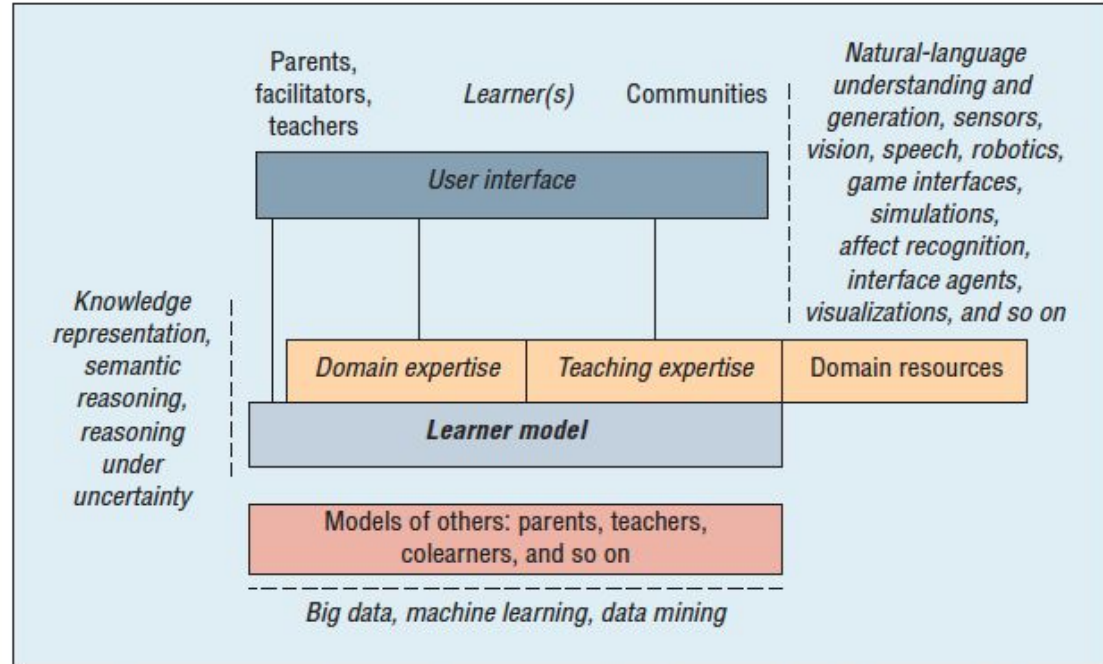 Parents,
facilitators,
teachers
Learner(s)
Communities
Natural-language
understanding and
generation, sensors,
vision, speech, robotics,
game interfaces,
simulations,
affect recognition,
interface agents,
visualizations, and so on
User interface
Knowledge
representation,
semantic
reasoning,
reasoning
under
uncertainty
Domain expertise
Teaching expertise
Domain resources
Learner model
Models of others: parents, teachers,
colearners, and so on
Big data, machine learning, data mining